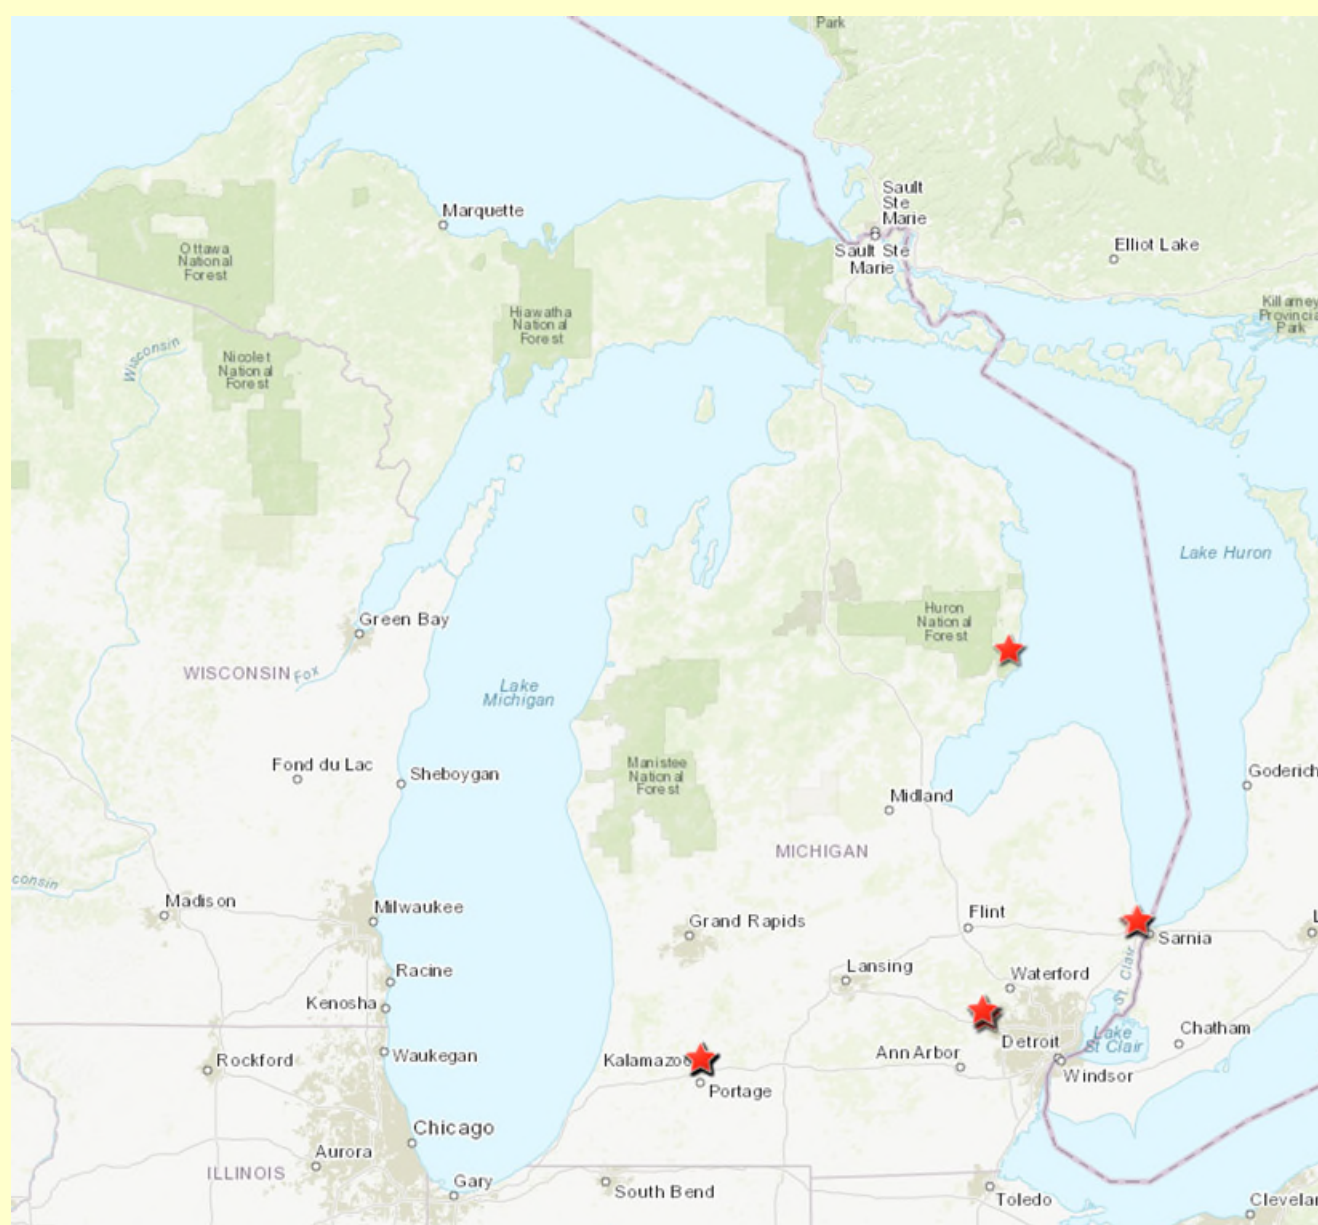 Park
Sault
Ste
Marie
Marquette
Elliot Lake
Sault Ste
Marie
Ottawa
National
Forest
Killarney
Provincia
Park
Hiawatha
National
Forest
Wisconsin
Nicolet
National
Forest
Lake Huron
Huron
National
Forest
Green Bay
WISCONSIN
Fox
Lake
Michigan
Manistee
National
Forest
Fond du Lac
Sheboygan
Goderich
Midland
MICHIGAN
consin
Madison
Milwaukee
Grand Rapids
Flint
L
Sarnia
Racine
Lansing
Waterford
St. Clair
Kenosha
Chatham
Lake
St Clair
Detroit
Ann Arbor
Rockford
Waukegan
Kalamazoo
Windsor
Portage
Chicago
Aurora
ILLINOIS
Gary
South Bend
Toledo
Clevelan